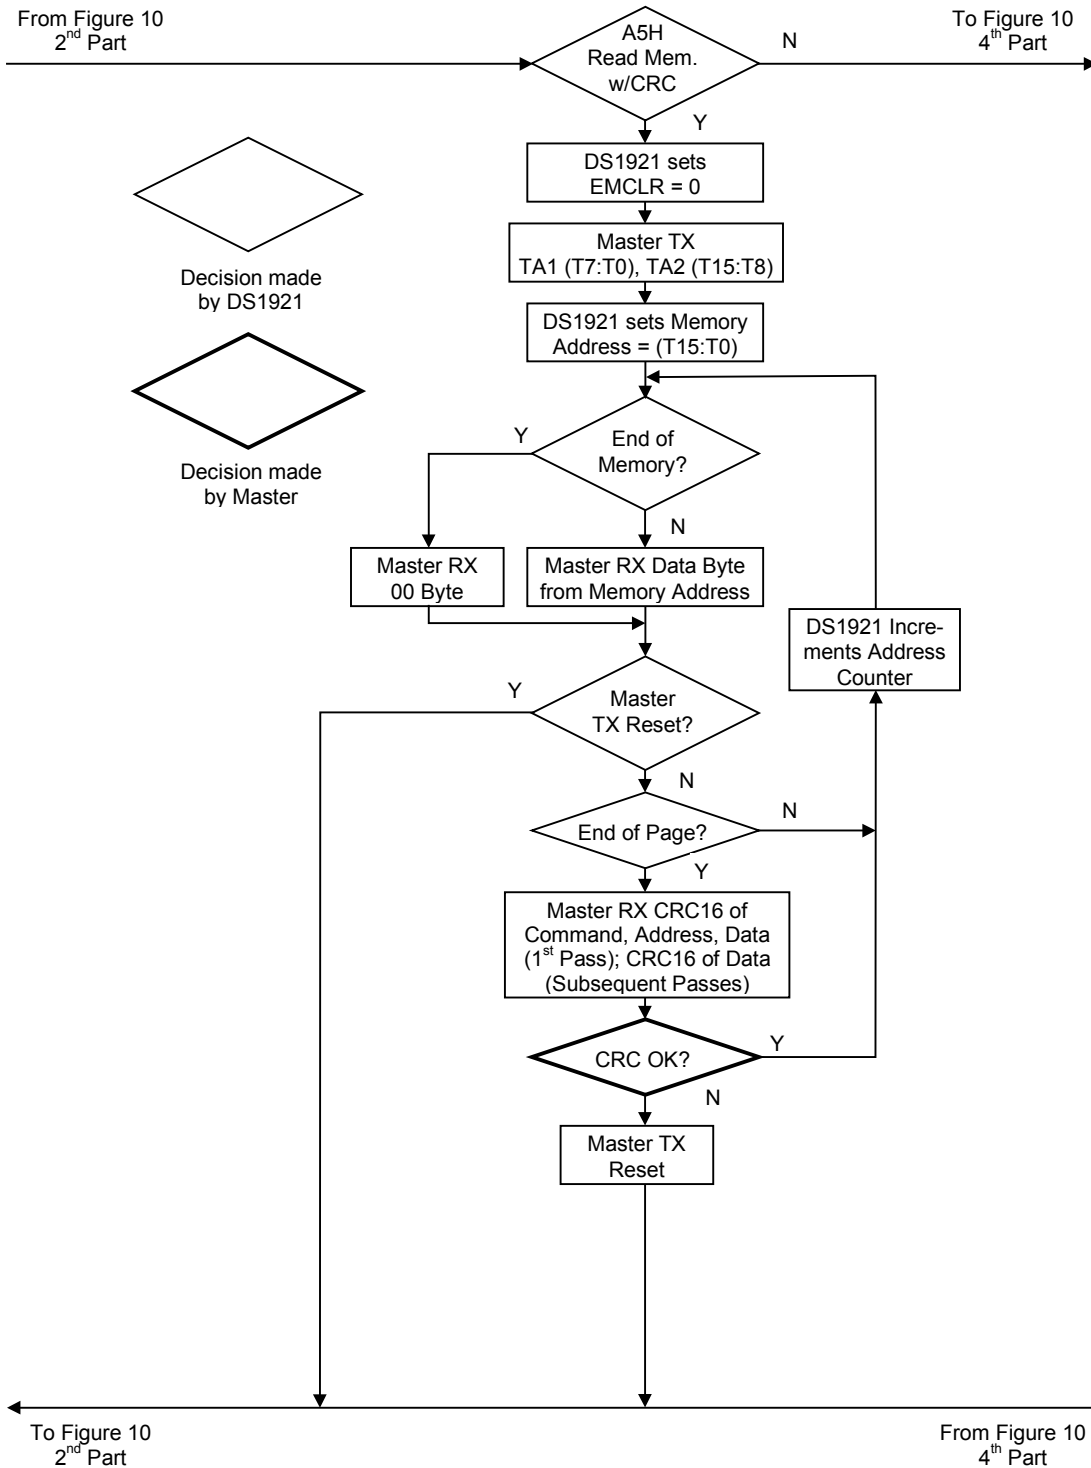 From Figure 10
2nd Part
A5H
Read Mem.
w/CRC
N
To Figure 10
4th Part
Y
DS1921 sets
EMCLR = 0
Master TX
TA1 (T7:T0), TA2 (T15:T8)
Decision made
by DS1921
DS1921 sets Memory
Address = (T15:T0)
Y
End of
Memory?
Decision made
by Master
N
Master RX
00 Byte
Master RX Data Byte
from Memory Address
DS1921 Incre-
ments Address
Counter
Y
Master
TX Reset?
N
End of Page?
N
Y
Master RX CRC16 of
Command, Address, Data
(1st Pass); CRC16 of Data
(Subsequent Passes)
CRC OK?
Y
N
Master TX
Reset
To Figure 10
2nd Part
From Figure 10
4th Part